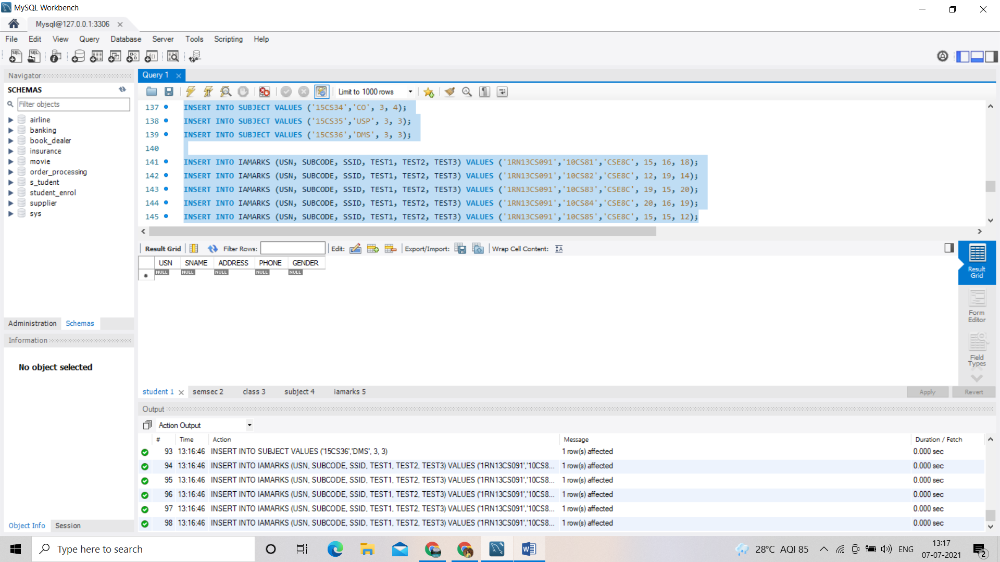 MySQL Workbench
Mysql@127.0.0.1:3306
File Edit View Query Database Server Tools Scripting Help
Navigator
SCHEMAS
Filter objects
airline
banking
book_dealer
insurance
movie
order_processing
s_tudent
student_enrol
supplier
sys
Administration Schemas
Information
No object selected
Object Info Session
Query 1
Limit to 1000 rows
137 INSERT INTO SUBJECT VALUES ('15CS34','CO', 3, 4);
138 INSERT INTO SUBJECT VALUES ('15CS35','USP', 3, 3);
139 INSERT INTO SUBJECT VALUES ('15CS36','DMS', 3, 3);
140
141 INSERT INTO IAMARKS (USN, SUBCODE, SSID, TEST1, TEST2, TEST3) VALUES ('1RN13CS091','10CS81','CSE8C', 15, 16, 18);
142 INSERT INTO IAMARKS (USN, SUBCODE, SSID, TEST1, TEST2, TEST3) VALUES ('1RN13CS091','10CS82','CSE8C', 12, 19, 14);
143 INSERT INTO IAMARKS (USN, SUBCODE, SSID, TEST1, TEST2, TEST3) VALUES ('1RN13CS091','10CS83','CSE8C', 19, 15, 20);
144 INSERT INTO IAMARKS (USN, SUBCODE, SSID, TEST1, TEST2, TEST3) VALUES ('1RN13CS091','10CS84','CSE8C', 20, 16, 19);
145 INSERT INTO IAMARKS (USN, SUBCODE, SSID, TEST1, TEST2, TEST3) VALUES ('1RN13CS091','10CS85','CSE8C', 15, 15, 12);
Result Grid Filter Rows: Edit: Export/Import: Wrap Cell Content:
USN SNAME ADDRESS PHONE GENDER
NULL NULL NULL NULL NULL
Result
Grid
Form
Editor
Field
Types
student 1 semsec 2 class 3 subject 4 iamarks 5 Apply Revert
Output
Action Output
# Time Action Message Duration / Fetch
93 13:16:46 INSERT INTO SUBJECT VALUES ('15CS36','DMS', 3, 3) 1 row(s) affected 0.000 sec
94 13:16:46 INSERT INTO IAMARKS (USN, SUBCODE, SSID, TEST1, TEST2, TEST3) VALUES ('1RN13CS091','10CS8... 1 row(s) affected 0.000 sec
95 13:16:46 INSERT INTO IAMARKS (USN, SUBCODE, SSID, TEST1, TEST2, TEST3) VALUES ('1RN13CS091','10CS8... 1 row(s) affected 0.000 sec
96 13:16:46 INSERT INTO IAMARKS (USN, SUBCODE, SSID, TEST1, TEST2, TEST3) VALUES ('1RN13CS091','10CS8... 1 row(s) affected 0.000 sec
97 13:16:46 INSERT INTO IAMARKS (USN, SUBCODE, SSID, TEST1, TEST2, TEST3) VALUES ('1RN13CS091','10CS8... 1 row(s) affected 0.000 sec
98 13:16:46 INSERT INTO IAMARKS (USN, SUBCODE, SSID, TEST1, TEST2, TEST3) VALUES ('1RN13CS091','10CS8... 1 row(s) affected 0.000 sec
Type here to search
28°C AQI 85
ENG
13:17
07-07-2021
2